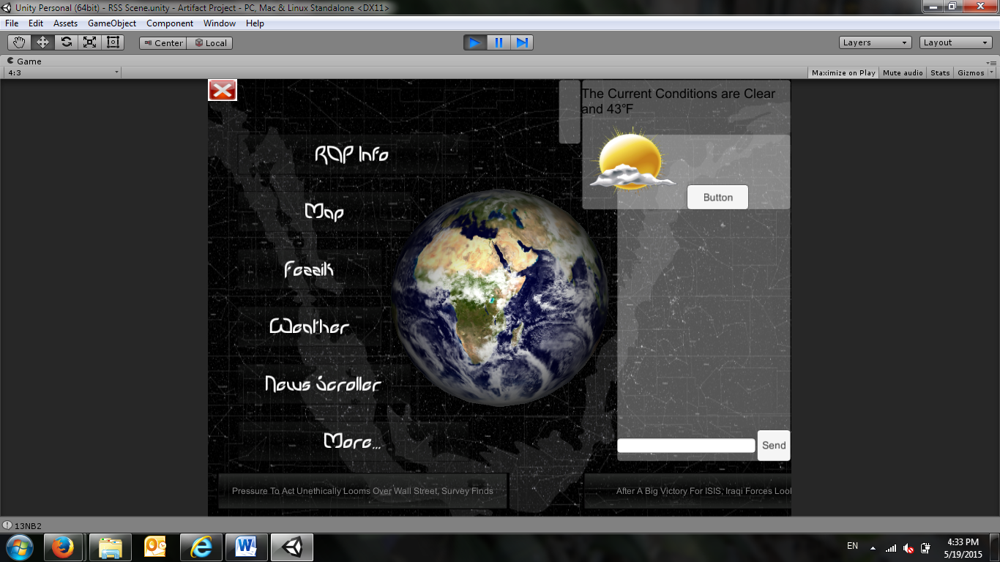 Unity Personal (64bit) - RSS Scene.unity - Artifact Project - PC, Mac & Linux Standalone <DX11>
File Edit Assets GameObject Component Window Help
Center Local Layers Layout
Game
4:3 Maximize on Play Mute audio Stats Gizmos
The Current Conditions are Clear
and 43°F
Button
Info
Map
Fezzik
Weather
News Scroller
More...
Send
Pressure To Act Unethically Looms Over Wall Street, Survey Finds
After A Big Victory For ISIS, Iraqi Forces Look
13NB2
EN
4:33 PM
5/19/2015